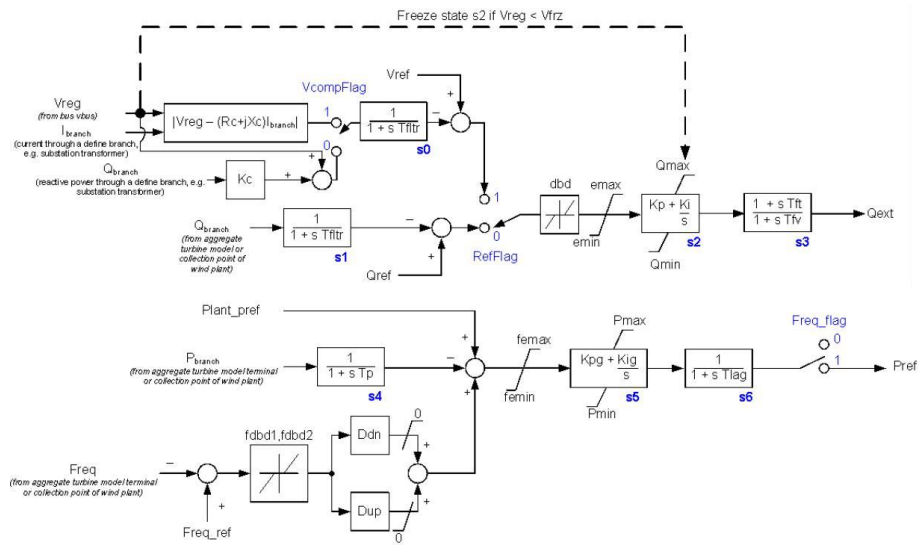 Freeze state s2 if Vreg < Vfrz
Vref
VcompFlag
Vreg
(from bus vbus)
|Vreg – (Rc+jXc)Ibranch|
1
1
1 + s Tfltr
s0
+
–
Ibranch
(current through a define branch,
e.g. substation transformer)
0
+
+
Qbranch
(reactive power through a define branch, e.g.
substation transformer)
Kc
Qbranch
(from aggregate
turbine model or
collection point of
wind plant)
1
1 + s Tfltr
s1
–
+
Qref
1
0
RefFlag
dbd
emax
emin
Qmax
Kp + Ki
s
s2
Qmin
1 + s Tft
1 + s Tfv
s3
Qext
Plant_pref
+
Pbranch
(from aggregate turbine model terminal
or collection point of wind plant)
1
1 + s Tp
s4
–
+
femax
femin
Pmax
Kpg + Kig
s
s5
Pmin
1
1 + s Tlag
s6
Freq_flag
0
1
Pref
Freq
(from aggregate turbine model terminal
or collection point of wind plant)
–
+
Freq_ref
fdbd1,fdbd2
Ddn
0
+
Dup
0
+